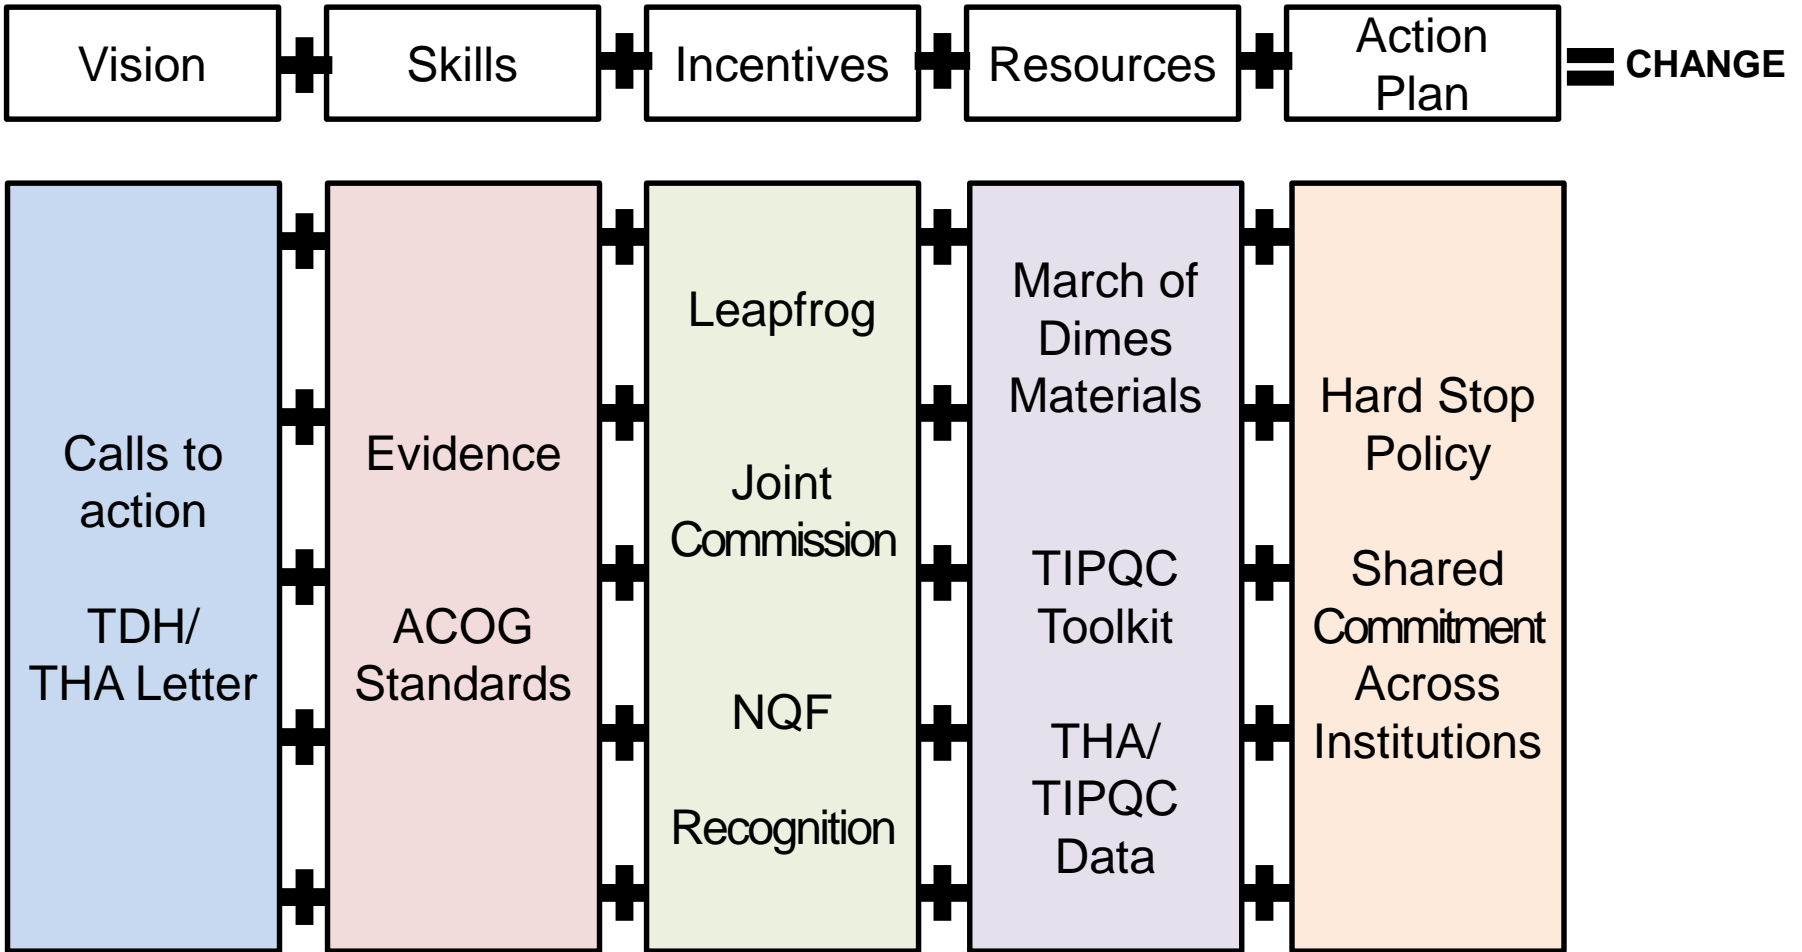 Vision
Skills
Incentives
Resources
Action
Plan
CHANGE
Calls to
action
TDH/
THA Letter
Evidence
ACOG
Standards
Leapfrog
Joint
Commission
NQF
Recognition
March of
Dimes
Materials
TIPQC
Toolkit
THA/
TIPQC
Data
Hard Stop
Policy
Shared
Commitment
Across
Institutions